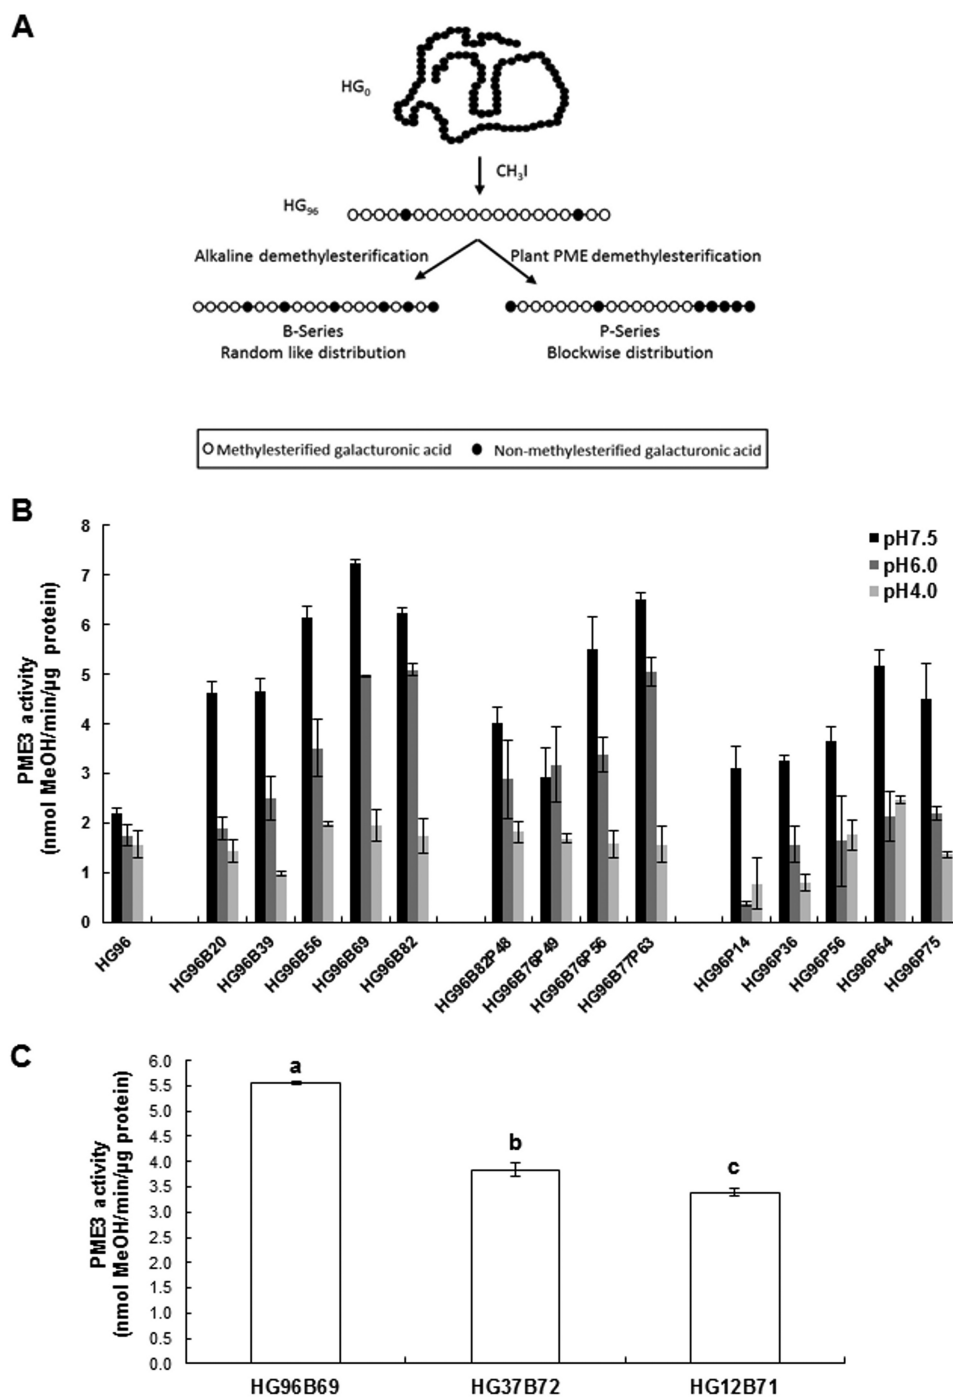 A
HG0
CH3I
HG96
Alkaline demethylesterification
Plant PME demethylesterification
B-Series
Random like distribution
P-Series
Blockwise distribution
Methylesterified galacturonic acid
Non-methylesterified galacturonic acid
B
PME3 activity
(nmol MeOH/min/µg protein)
8
7
6
5
4
3
2
1
0
pH7.5
pH6.0
pH4.0
HG96
HG96B20
HG96B39
HG96B56
HG96B69
HG96B82
HG96B82P48
HG96B76P49
HG96B76P56
HG96B77P63
HG96P14
HG96P36
HG96P56
HG96P64
HG96P75
C
PME3 activity
(nmol MeOH/min/µg protein)
6.0
5.5
5.0
4.5
4.0
3.5
3.0
2.5
2.0
1.5
1.0
0.5
0.0
a
b
c
HG96B69
HG37B72
HG12B71